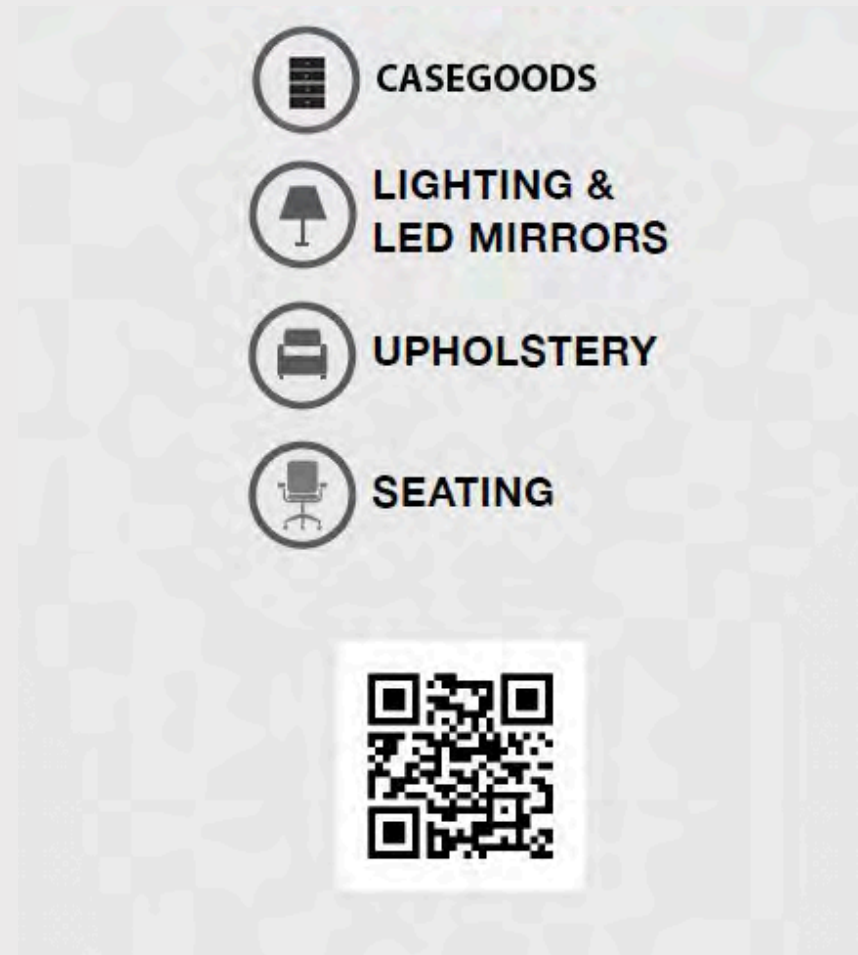 CASEGOODS
LIGHTING &
LED MIRRORS
UPHOLSTERY
SEATING